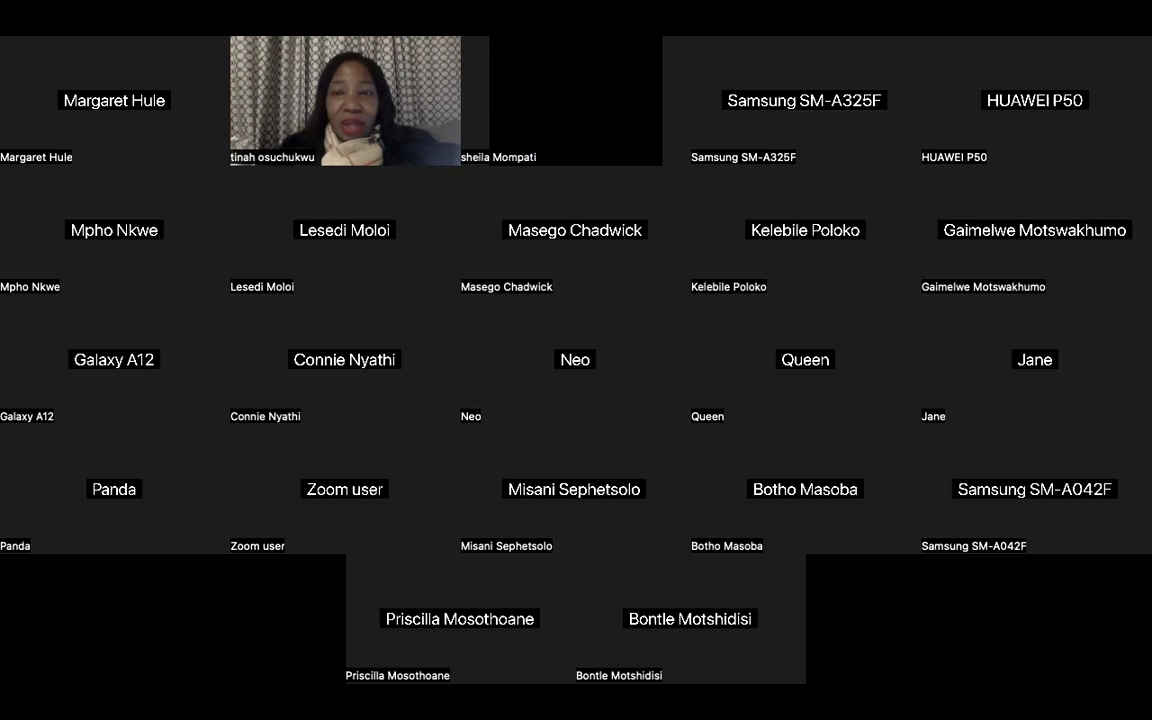 Margaret Hule
Samsung SM-A325F
HUAWEI P50
Margaret Hule
tinah osuchukwu
sheila Mompati
Samsung SM-A325F
HUAWEI P50
Mpho Nkwe
Lesedi Moloi
Masego Chadwick
Kelebile Poloko
Gaimelwe Motswakhumo
Mpho Nkwe
Lesedi Moloi
Masego Chadwick
Kelebile Poloko
Gaimelwe Motswakhumo
Galaxy A12
Connie Nyathi
Neo
Queen
Jane
Galaxy A12
Connie Nyathi
Neo
Queen
Jane
Panda
Zoom user
Misani Sephetsolo
Botho Masoba
Samsung SM-A042F
Panda
Zoom user
Misani Sephetsolo
Botho Masoba
Samsung SM-A042F
Priscilla Mosothoane
Bontle Motshidisi
Priscilla Mosothoane
Bontle Motshidisi